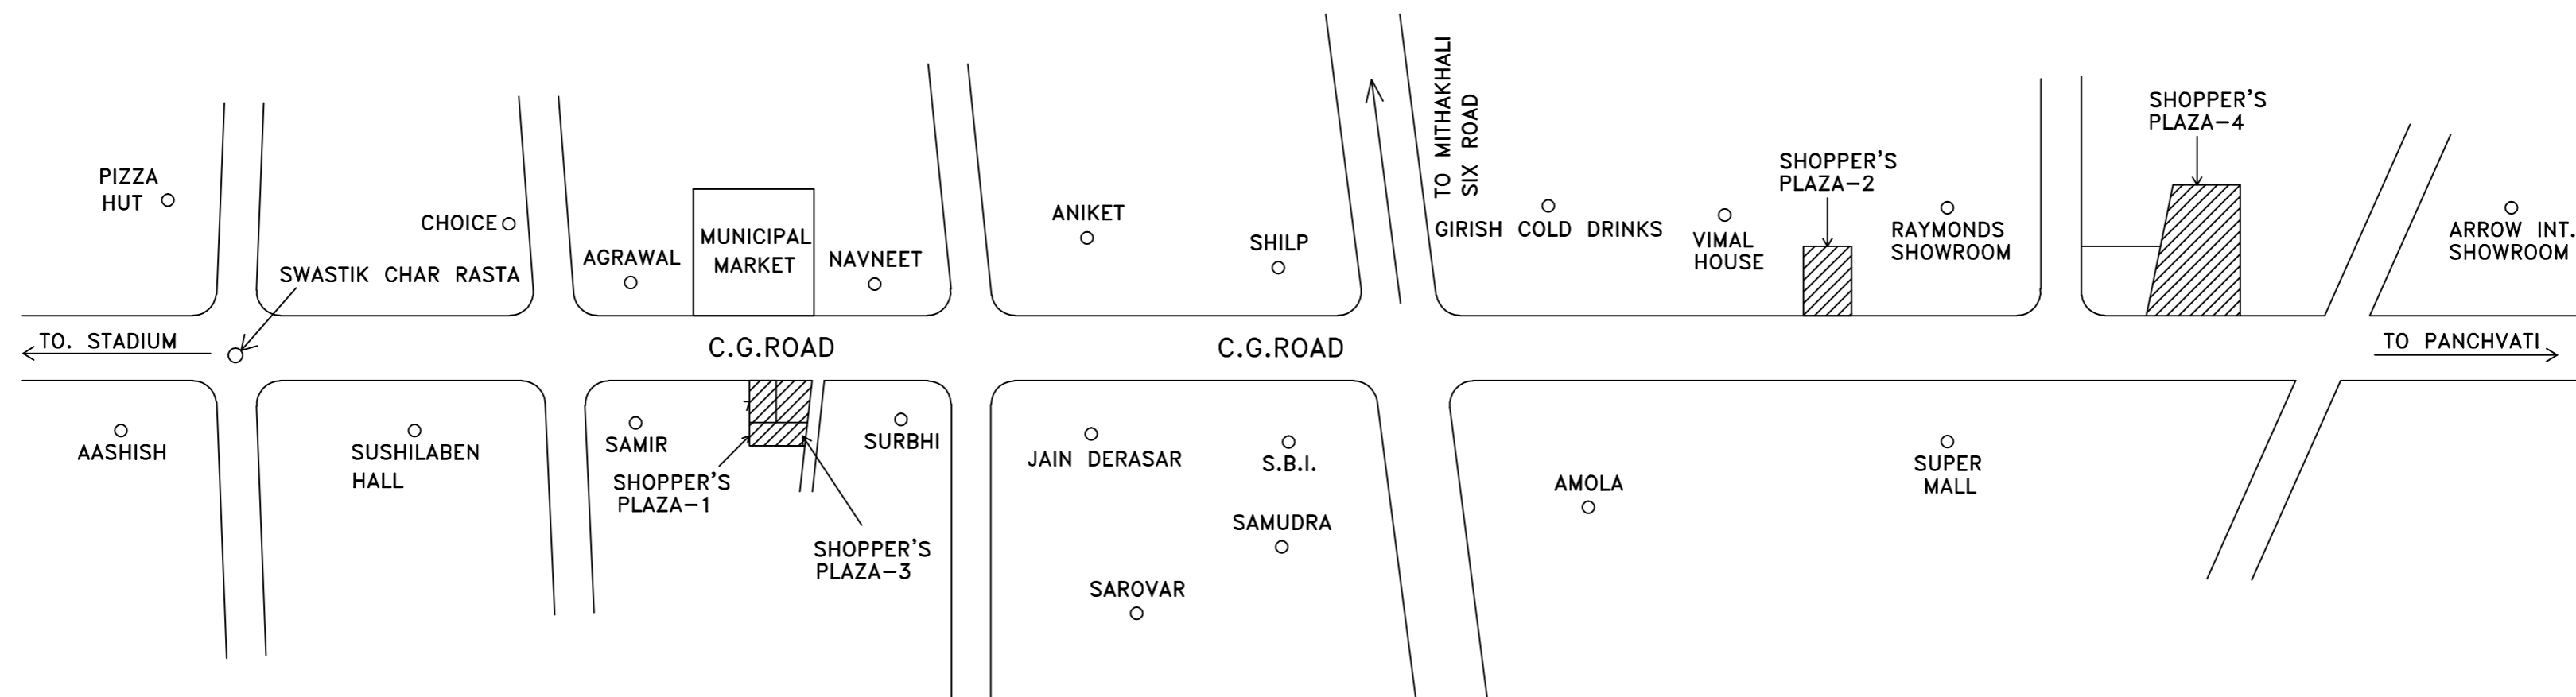 PIZZA
HUT
CHOICE
SWASTIK CHAR RASTA
AGRAWAL
MUNICIPAL
MARKET
NAVNEET
ANIKET
SHILP
TO MITHAKHALI
SIX ROAD
GIRISH COLD DRINKS
VIMAL
HOUSE
SHOPPER'S
PLAZA-2
RAYMONDS
SHOWROOM
SHOPPER'S
PLAZA-4
ARROW INT.
SHOWROOM
TO. STADIUM
C.G.ROAD
C.G.ROAD
TO PANCHVATI
AASHISH
SUSHILABEN
HALL
SAMIR
SHOPPER'S
PLAZA-1
SURBHI
SHOPPER'S
PLAZA-3
JAIN DERASAR
S.B.I.
SAMUDRA
SAROVAR
AMOLA
SUPER
MALL